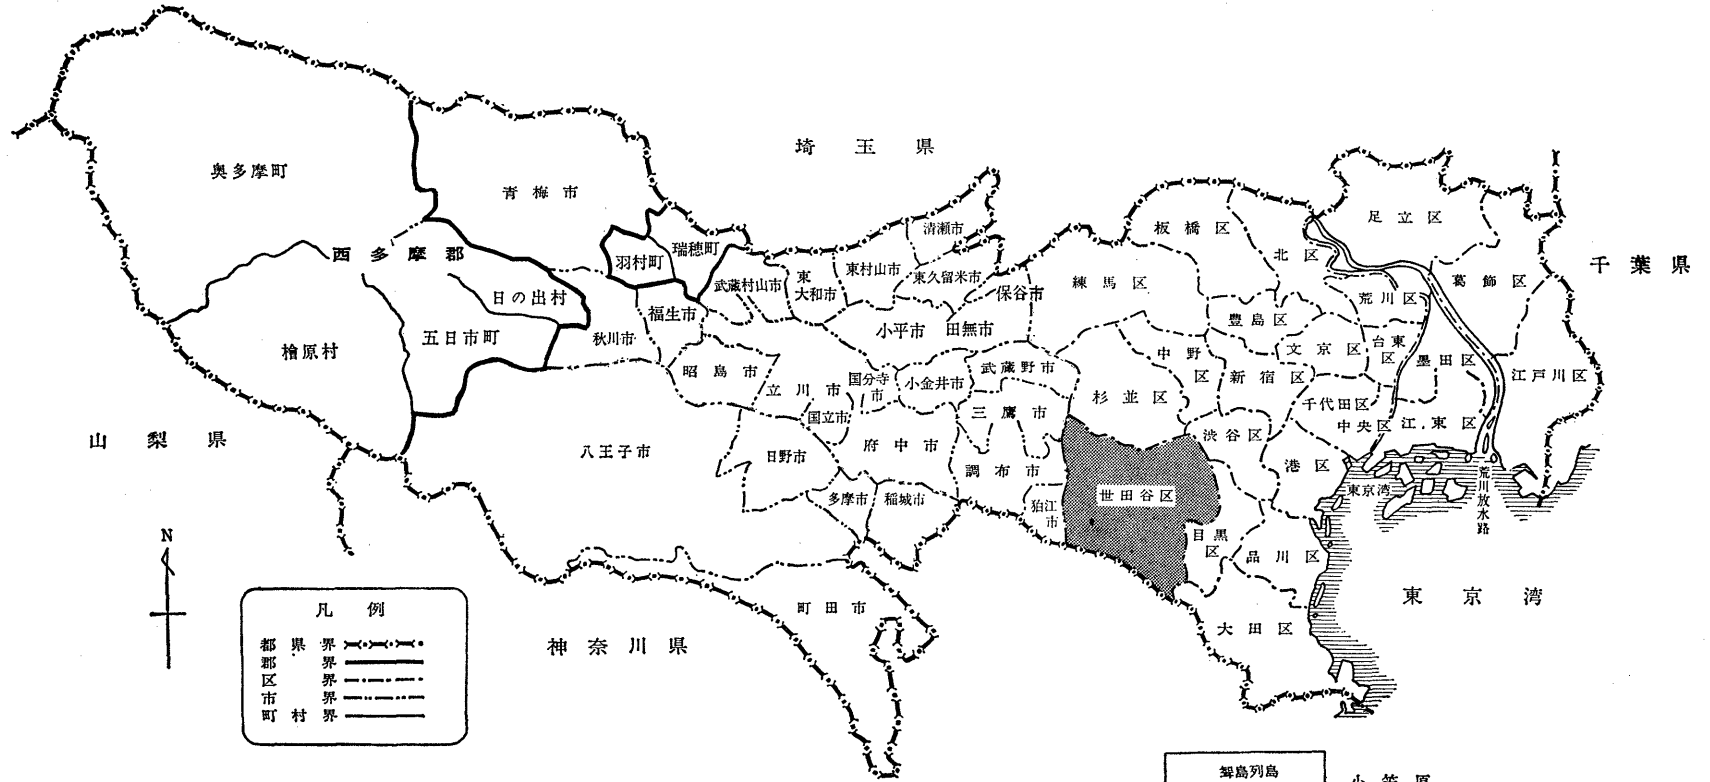 埼玉県
奥多摩町
青梅市
西多摩郡
羽村町
瑞穂町
日の出村
五日市町
檜原村
福生市
秋川市
武蔵村山市
東
大和市
東村山市
清瀬市
東久留米市
保谷市
小平市
田無市
昭島市
立川市
国分寺
市
小金井市
武蔵野市
国立市
三鷹市
府中市
調布市
八王子市
日野市
多摩市
稲城市
狛江
市
町田市
板橋区
練馬区
北区
足立区
葛飾区
荒川区
豊島区
文京区
台東
区
墨田区
江戸川区
中野
区
新宿区
杉並区
千代田区
中央区
江東区
渋谷区
港区
世田谷区
目黒
区
品川区
大田区
東京湾
荒川放水路
東京湾
千葉県
山梨県
神奈川県
N
凡例
都県界
郡界
区界
市界
町村界
聟島列島
小笠原